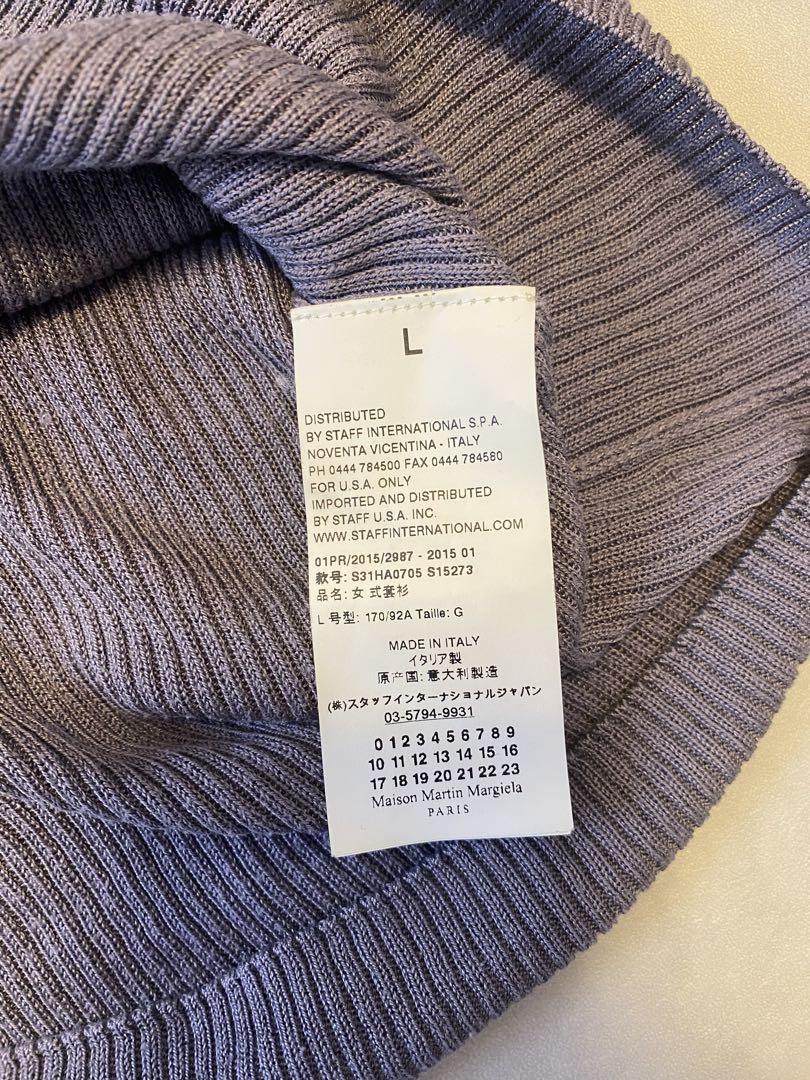 L
DISTRIBUTED
BY STAFF INTERNATIONAL S.P.A.
NOVENTA VICENTINA - ITALY
PH 0444 784500 FAX 0444 784580
FOR U.S.A. ONLY
IMPORTED AND DISTRIBUTED
BY STAFF U.S.A. INC.
WWW.STAFFINTERNATIONAL.COM
01PR/2015/2987 - 2015 01
款号: S31HA0705 S15273
品名: 女 式套衫
L 号型: 170/92A Taille: G
MADE IN ITALY
イタリア製
原产国: 意大利製造
(株)スタッフインターナショナルジャパン
03-5794-9931
0 1 2 3 4 5 6 7 8 9
10 11 12 13 14 15 16
17 18 19 20 21 22 23
Maison Martin Margiela
PARIS